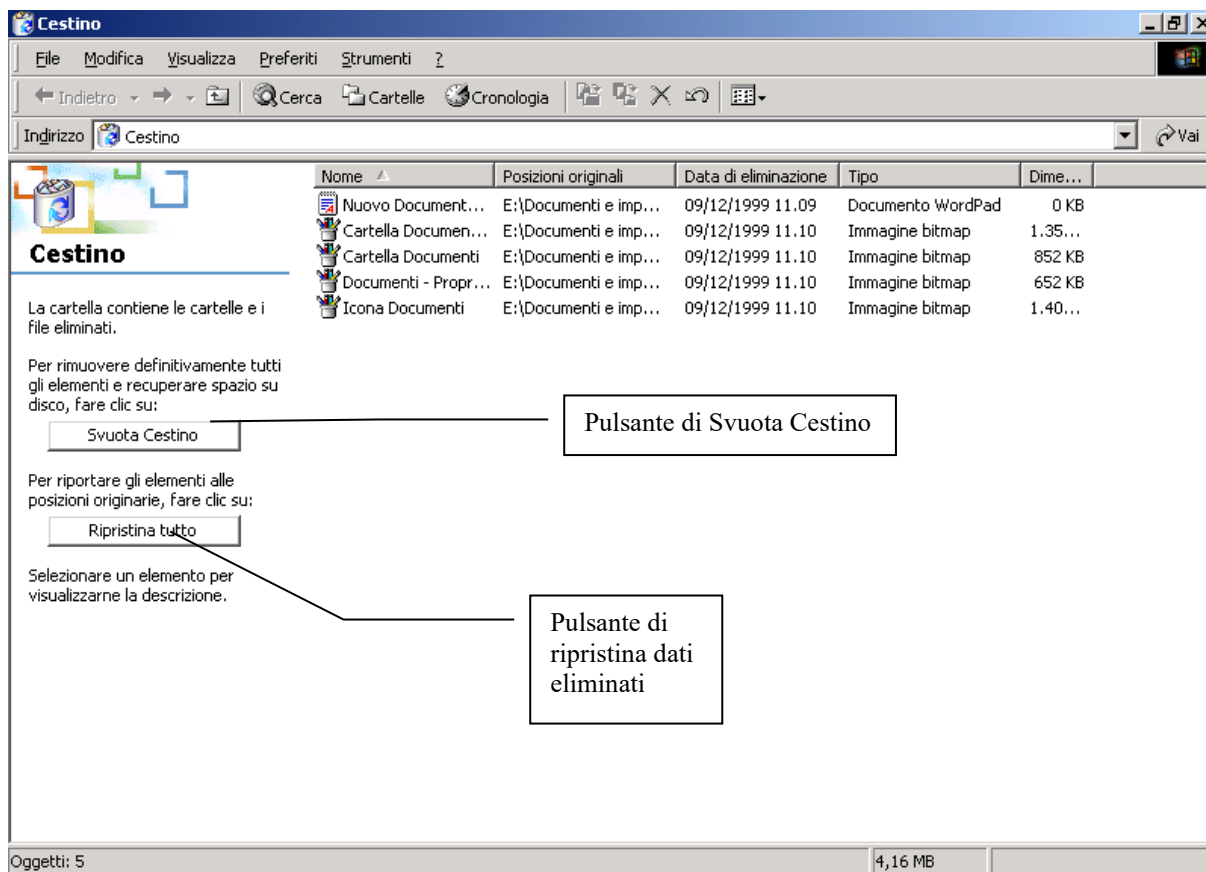 Cestino
File Modifica Visualizza Preferiti Strumenti ?
Indietro Cerca Cartelle Cronologia
Indirizzo Cestino Vai
Nome Posizioni originali Data di eliminazione Tipo Dime...
Nuovo Document... E:\Documenti e imp... 09/12/1999 11.09 Documento WordPad 0 KB
Cartella Documen... E:\Documenti e imp... 09/12/1999 11.10 Immagine bitmap 1.35...
Cartella Documenti E:\Documenti e imp... 09/12/1999 11.10 Immagine bitmap 852 KB
Documenti - Propr... E:\Documenti e imp... 09/12/1999 11.10 Immagine bitmap 652 KB
Icona Documenti E:\Documenti e imp... 09/12/1999 11.10 Immagine bitmap 1.40...
Cestino
La cartella contiene le cartelle e i
file eliminati.
Per rimuovere definitivamente tutti
gli elementi e recuperare spazio su
disco, fare clic su:
Svuota Cestino
Pulsante di Svuota Cestino
Per riportare gli elementi alle
posizioni originarie, fare clic su:
Ripristina tutto
Selezionare un elemento per
visualizzarne la descrizione.
Pulsante di
ripristina dati
eliminati
Oggetti: 5 4,16 MB